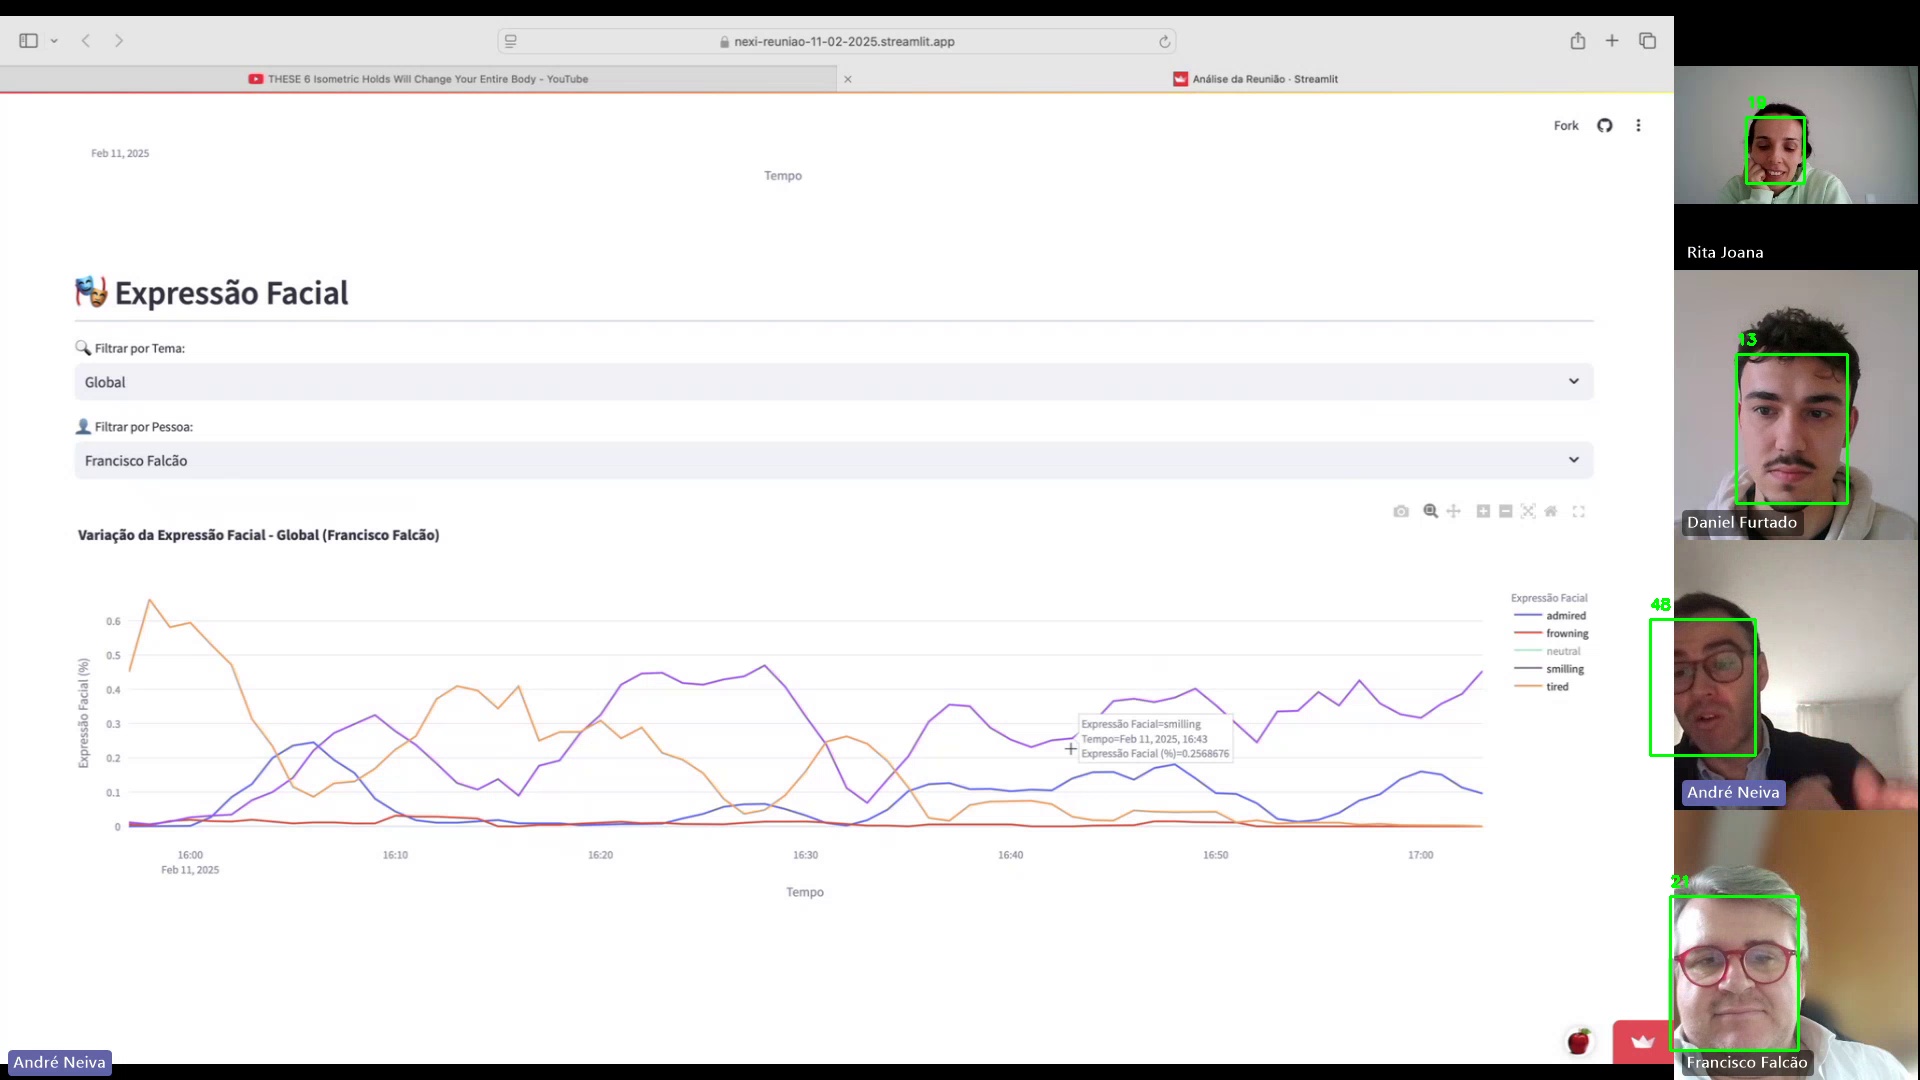 nexi-reuniao-11-02-2025.streamlit.app
THESE 6 Isometric Holds Will Change Your Entire Body - YouTube
Análise da Reunião · Streamlit
Fork
Feb 11, 2025
Tempo
Expressão Facial
Filtrar por Tema:
Global
Filtrar por Pessoa:
Francisco Falcão
Variação da Expressão Facial - Global (Francisco Falcão)
Expressão Facial (%)
0.6
0.5
0.4
0.3
0.2
0.1
0
16:00
16:10
16:20
16:30
16:40
16:50
17:00
Feb 11, 2025
Tempo
Expressão Facial
admired
frowning
neutral
smilling
tired
Expressão Facial=smilling
Tempo=Feb 11, 2025, 16:43
Expressão Facial (%)=0.2568676
André Neiva
19
Rita Joana
13
Daniel Furtado
48
André Neiva
21
Francisco Falcão